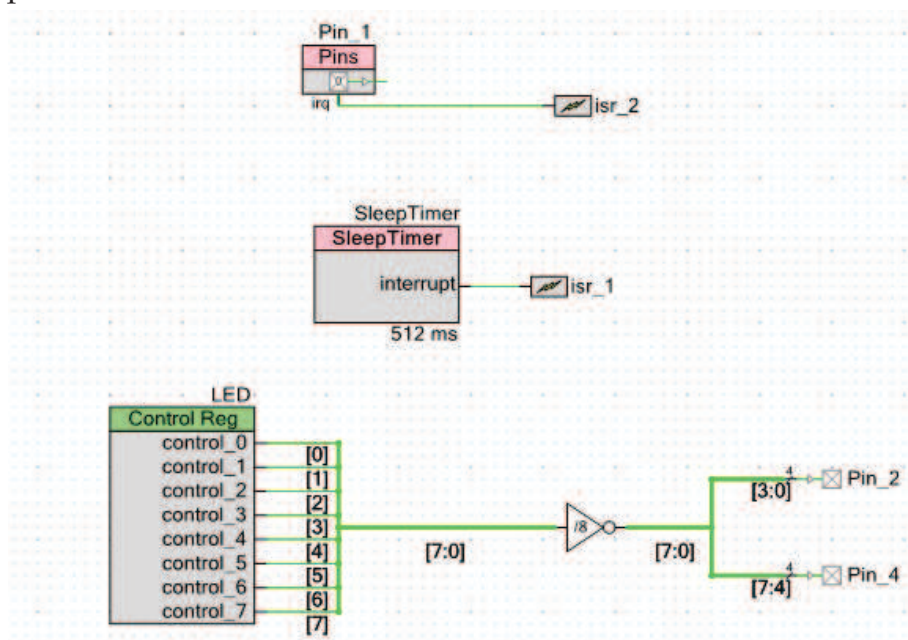 Pin_1
Pins
0
irq
isr_2
SleepTimer
SleepTimer
interrupt
isr_1
512 ms
LED
Control Reg
control_0
[0]
control_1
[1]
control_2
[2]
control_3
[3]
control_4
[4]
control_5
[5]
control_6
[6]
control_7
[7]
[7:0]
/8
[7:0]
4
[3:0]
Pin_2
4
[7:4]
Pin_4